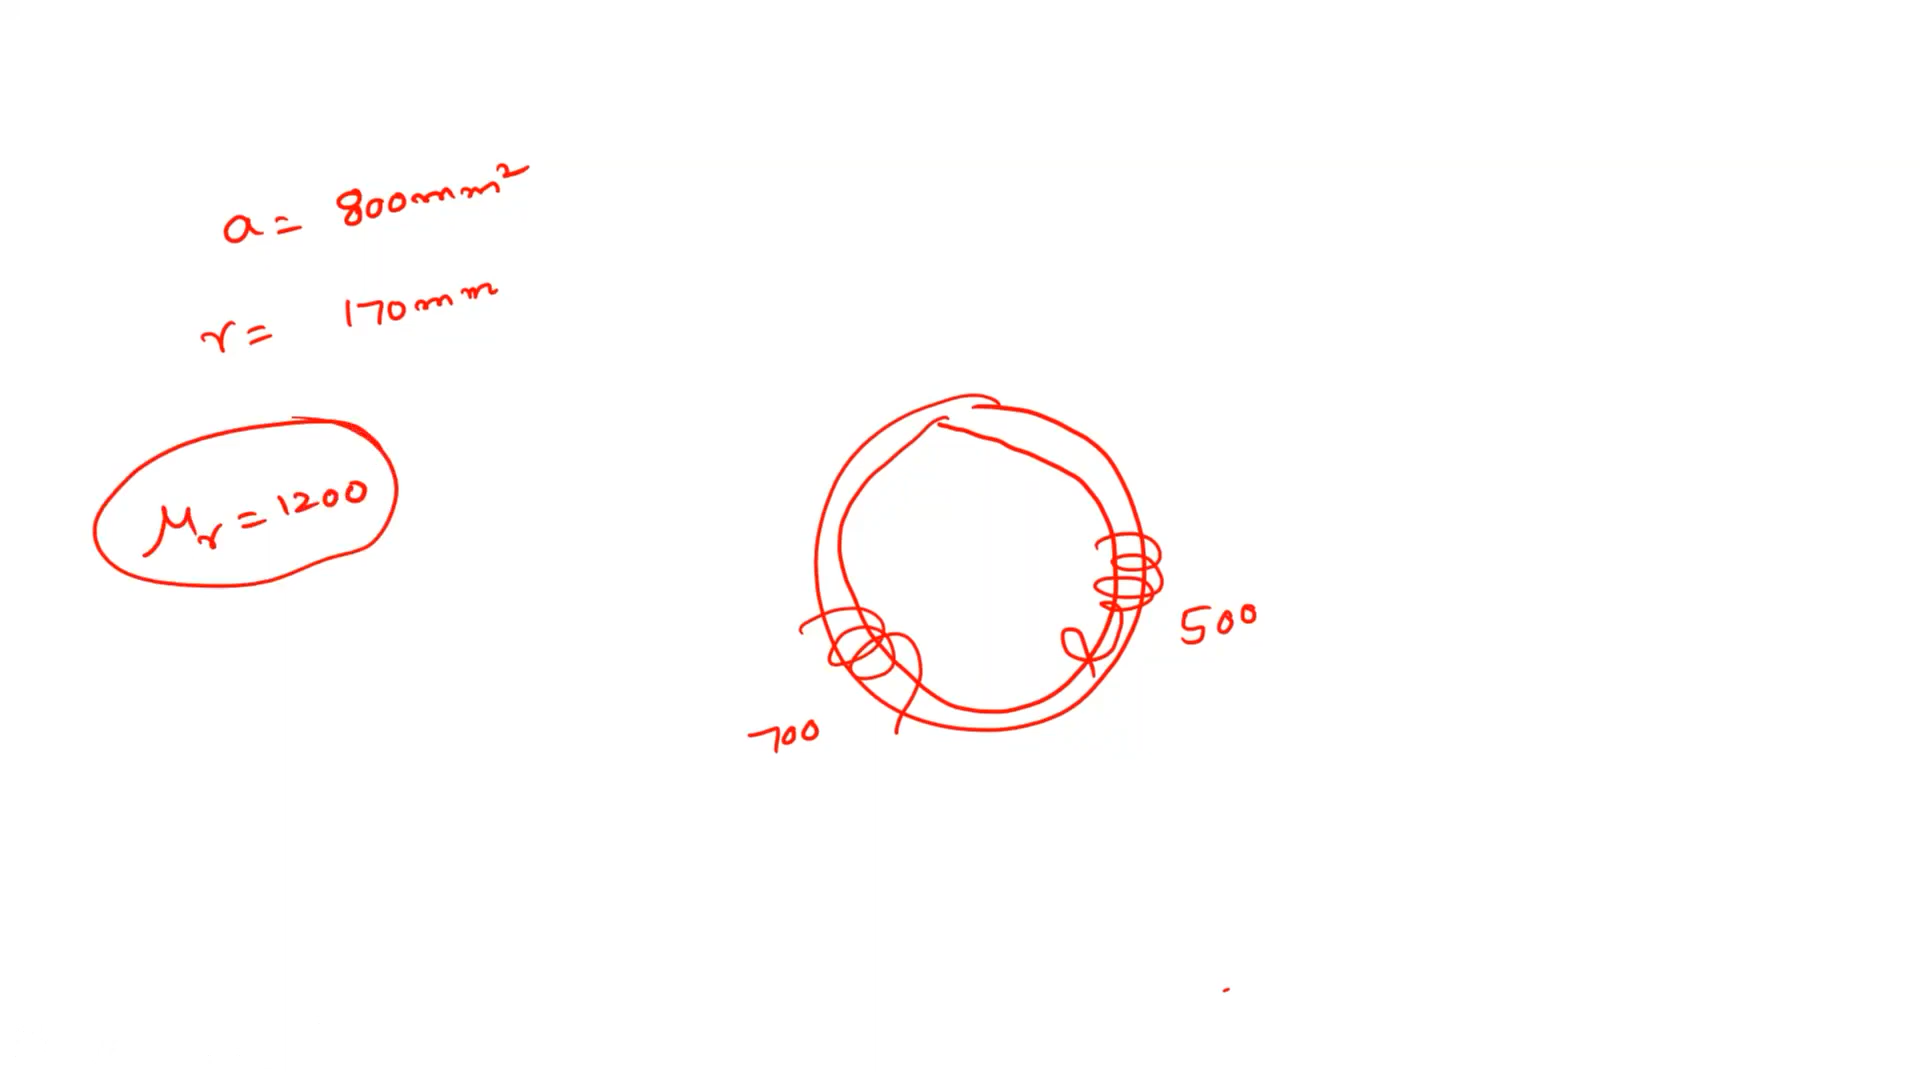 a = 800mm²
r = 170mm
μr = 1200
500
700